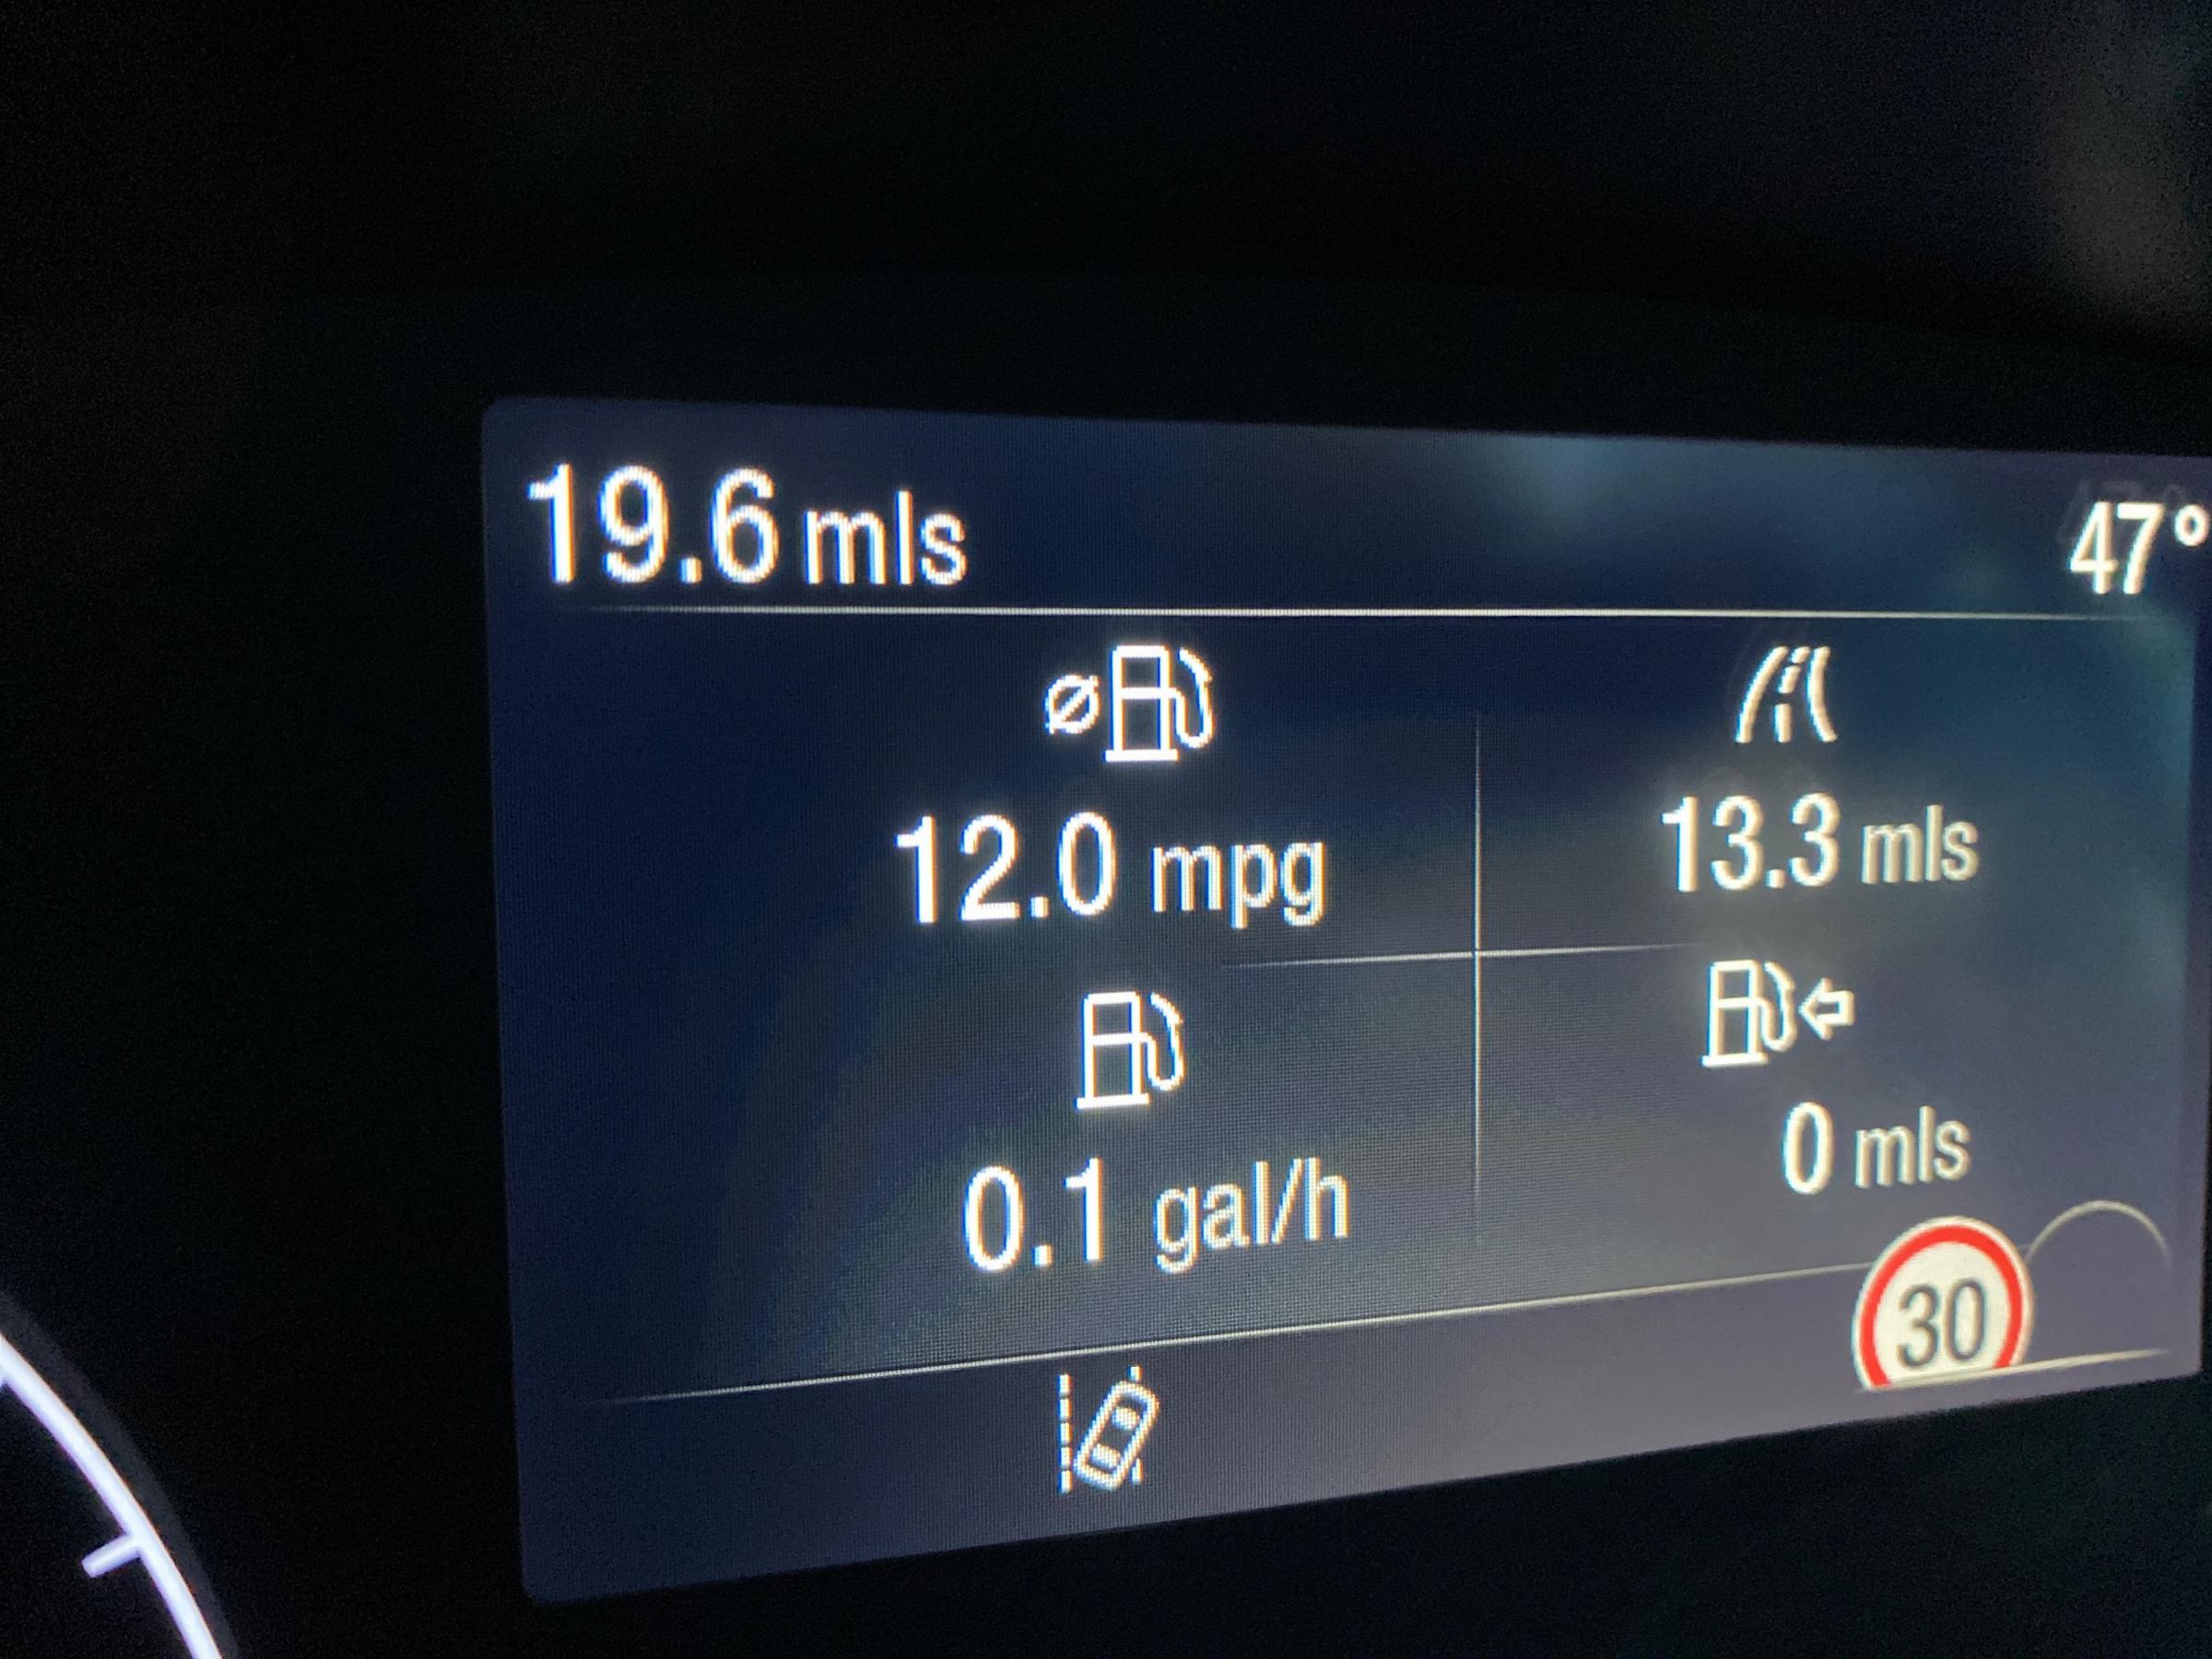 19.6 mls
47°
12.0 mpg
13.3 mls
0.1 gal/h
0 mls
30